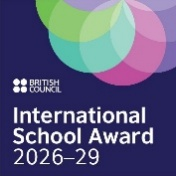 BRITISH
COUNCIL
International
School Award
2026–29